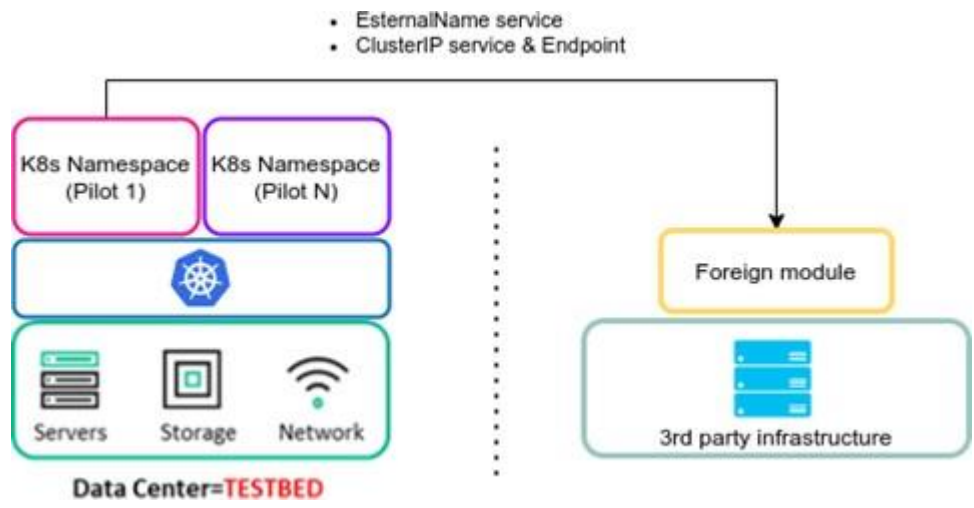 • EsternalName service
• ClusterIP service & Endpoint
K8s Namespace
(Pilot 1)
K8s Namespace
(Pilot N)
Foreign module
Servers
Storage
Network
3rd party infrastructure
Data Center=TESTBED